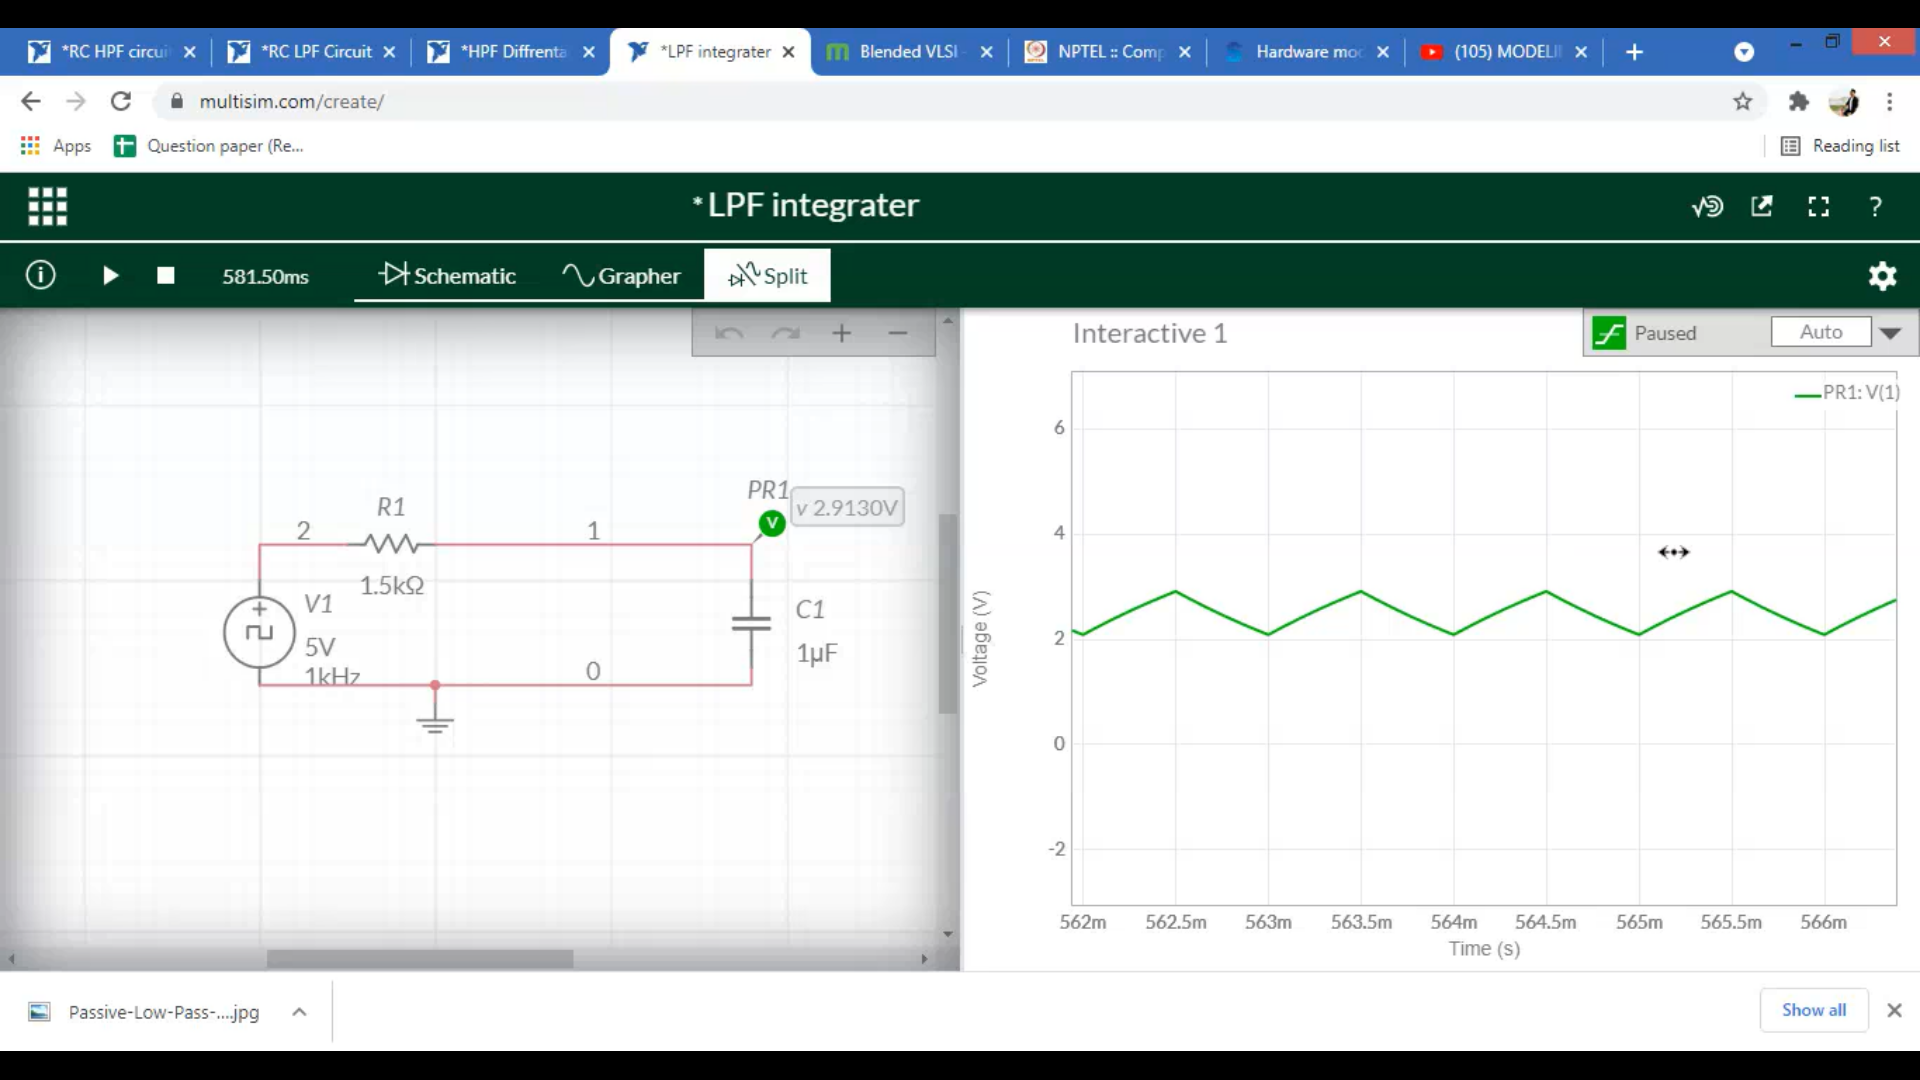 *RC HPF circui
*RC LPF Circuit
*HPF Diffrenta
*LPF integrater
Blended VLSI
NPTEL :: Comp
Hardware mod
(105) MODELI
multisim.com/create/
Apps
Question paper (Re...
Reading list
* LPF integrater
?
581.50ms
Schematic
Grapher
Split
Interactive 1
Paused
Auto
PR1: V(1)
6
4
2
0
-2
Voltage (V)
562m
562.5m
563m
563.5m
564m
564.5m
565m
565.5m
566m
Time (s)
R1
2
1
1.5kΩ
PR1
V
v 2.9130V
V1
5V
1kHz
C1
1µF
0
Passive-Low-Pass-....jpg
Show all